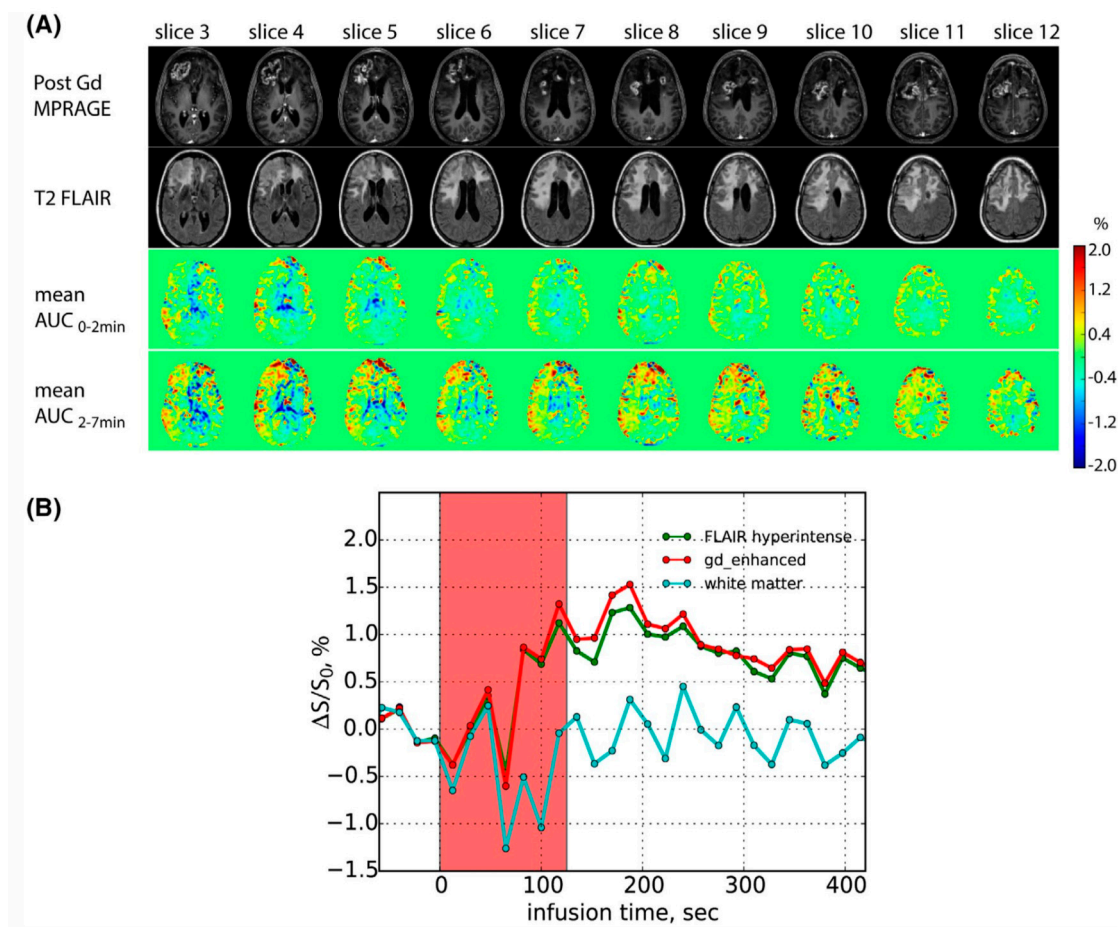 (A)
slice 3 slice 4 slice 5 slice 6 slice 7 slice 8 slice 9 slice 10 slice 11 slice 12
Post Gd
MPRAGE
T2 FLAIR
%
2.0
1.2
0.4
-0.4
-1.2
-2.0
mean
AUC 0-2min
mean
AUC 2-7min
(B)
2.0
1.5
1.0
0.5
0.0
−0.5
−1.0
−1.5
ΔS/S0, %
FLAIR hyperintense
gd_enhanced
white matter
0 100 200 300 400
infusion time, sec